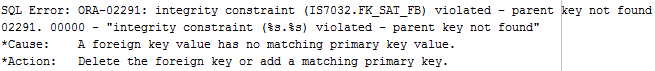 SQL Error: ORA-02291: integrity constraint (IS7032.FK_SAT_FB) violated - parent key not found
02291. 00000 - "integrity constraint (%s.%s) violated - parent key not found"
*Cause:    A foreign key value has no matching primary key value.
*Action:   Delete the foreign key or add a matching primary key.